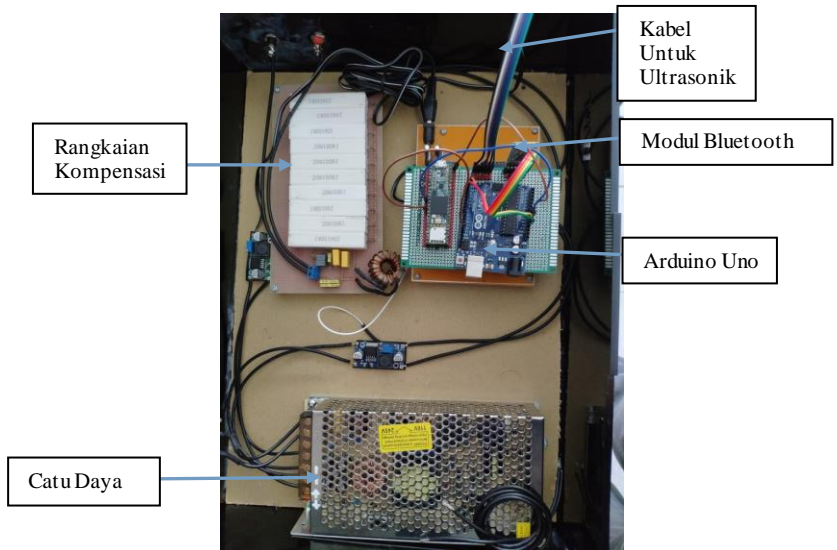 Kabel
Untuk
Ultrasonik
Modul Bluetooth
Rangkaian
Kompensasi
Arduino Uno
Catu Daya